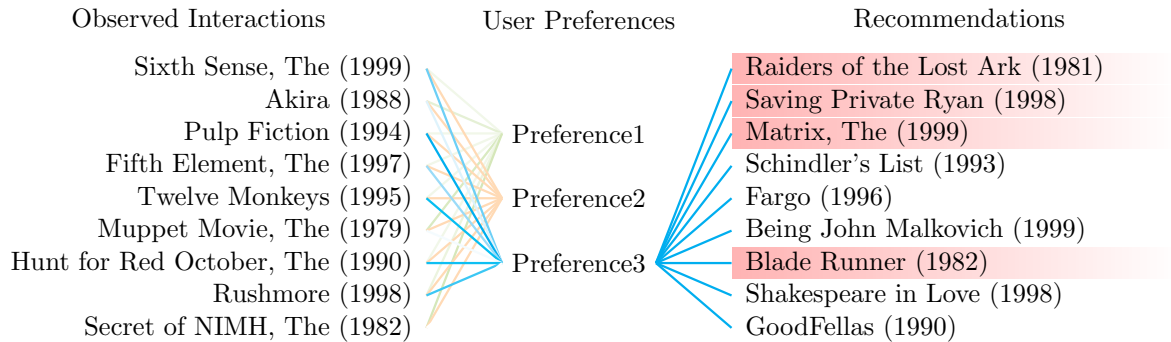 Observed Interactions
User Preferences
Recommendations
Sixth Sense, The (1999)
Akira (1988)
Pulp Fiction (1994)
Fifth Element, The (1997)
Twelve Monkeys (1995)
Muppet Movie, The (1979)
Hunt for Red October, The (1990)
Rushmore (1998)
Secret of NIMH, The (1982)
Preference1
Preference2
Preference3
Raiders of the Lost Ark (1981)
Saving Private Ryan (1998)
Matrix, The (1999)
Schindler's List (1993)
Fargo (1996)
Being John Malkovich (1999)
Blade Runner (1982)
Shakespeare in Love (1998)
GoodFellas (1990)